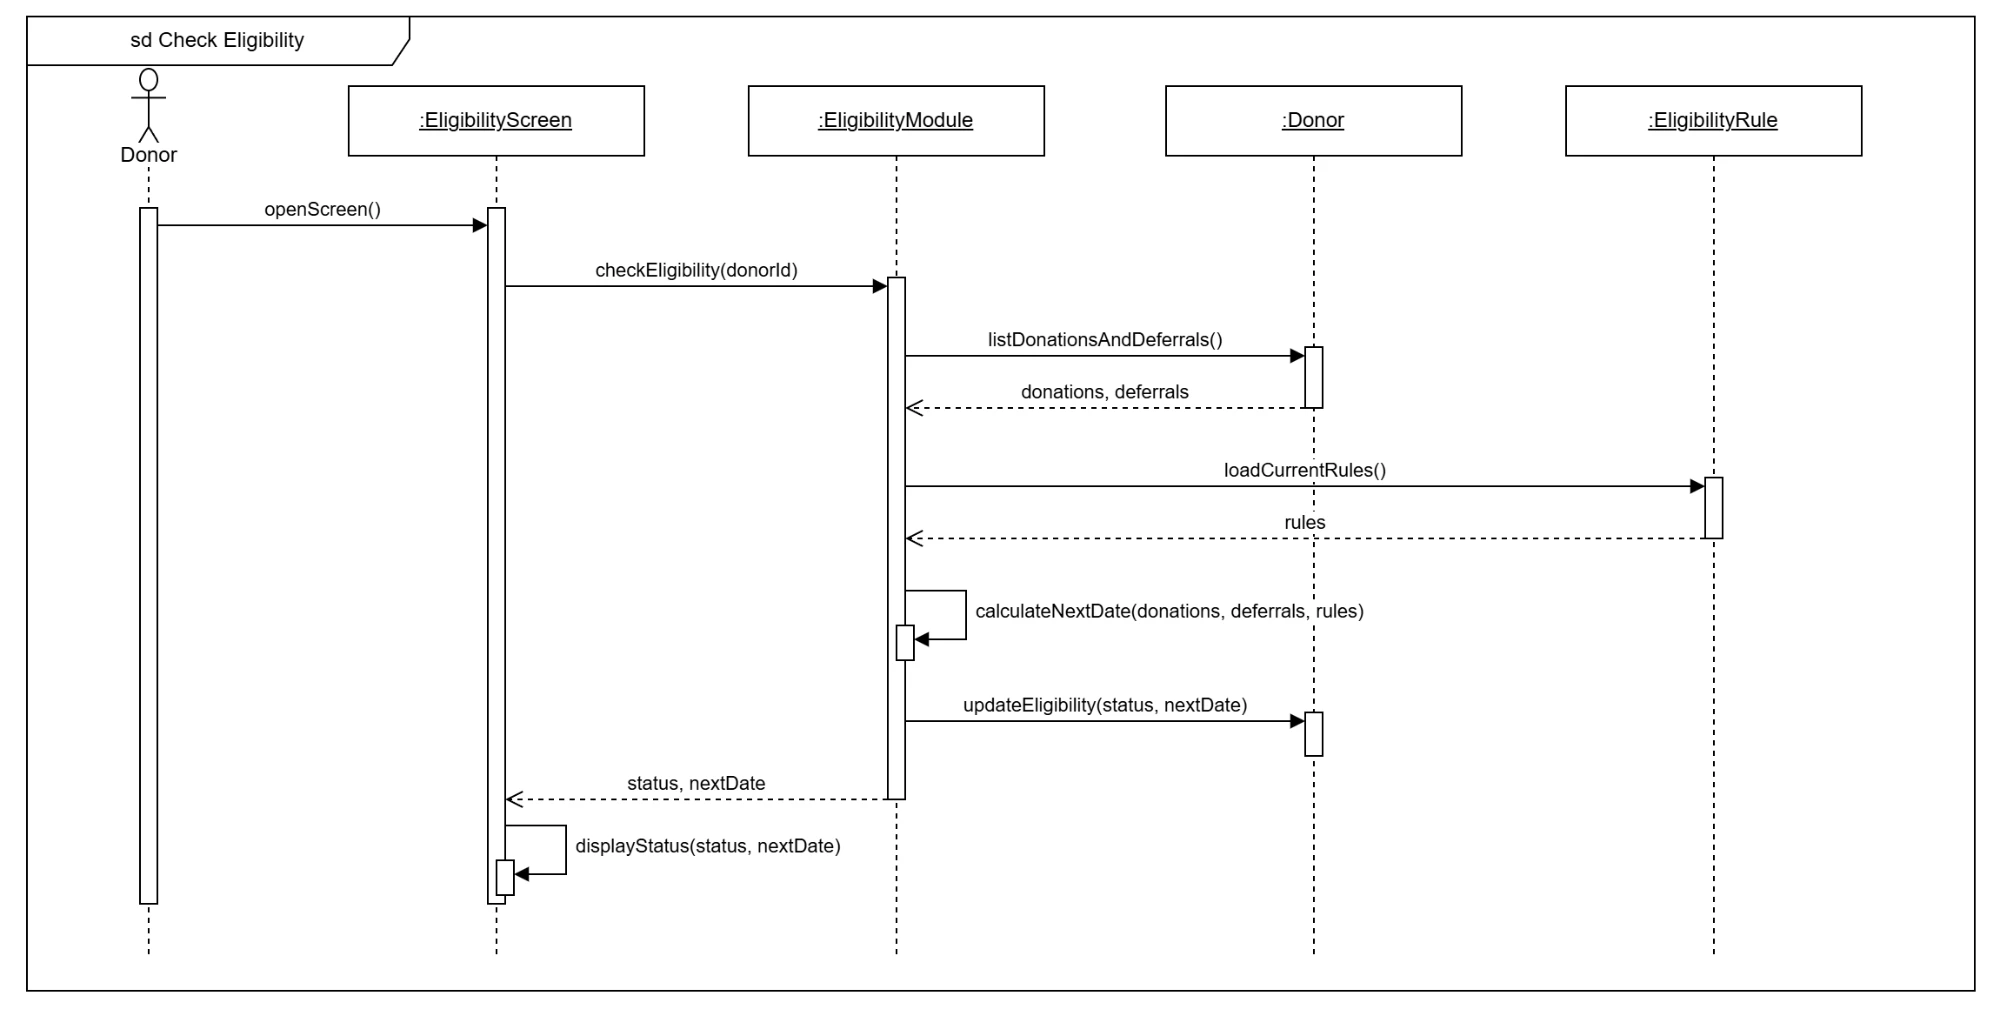 sd Check Eligibility
Donor
:EligibilityScreen
:EligibilityModule
:Donor
:EligibilityRule
openScreen()
checkEligibility(donorId)
listDonationsAndDeferrals()
donations, deferrals
loadCurrentRules()
rules
calculateNextDate(donations, deferrals, rules)
updateEligibility(status, nextDate)
status, nextDate
displayStatus(status, nextDate)